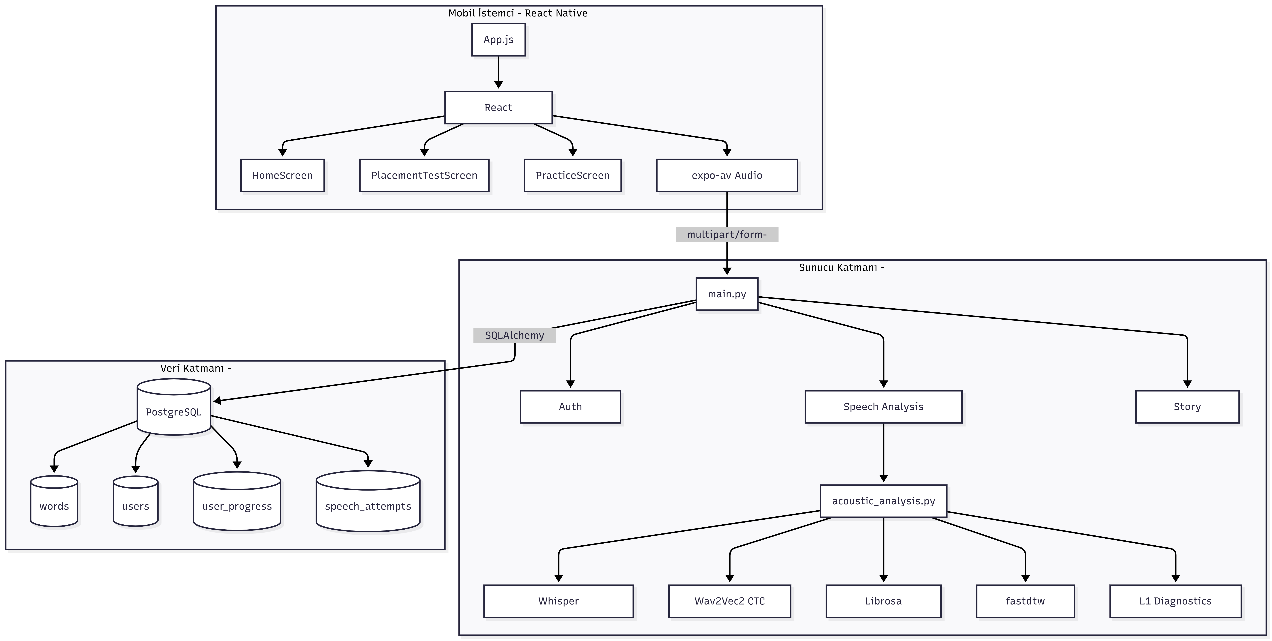 Mobil İstemci - React Native
App.js
React
HomeScreen
PlacementTestScreen
PracticeScreen
expo-av Audio
multipart/form-
Sunucu Katmanı -
main.py
SQLAlchemy
Auth
Speech Analysis
Story
Veri Katmanı -
PostgreSQL
words
users
user_progress
speech_attempts
acoustic_analysis.py
Whisper
Wav2Vec2 CTC
Librosa
fastdtw
L1 Diagnostics